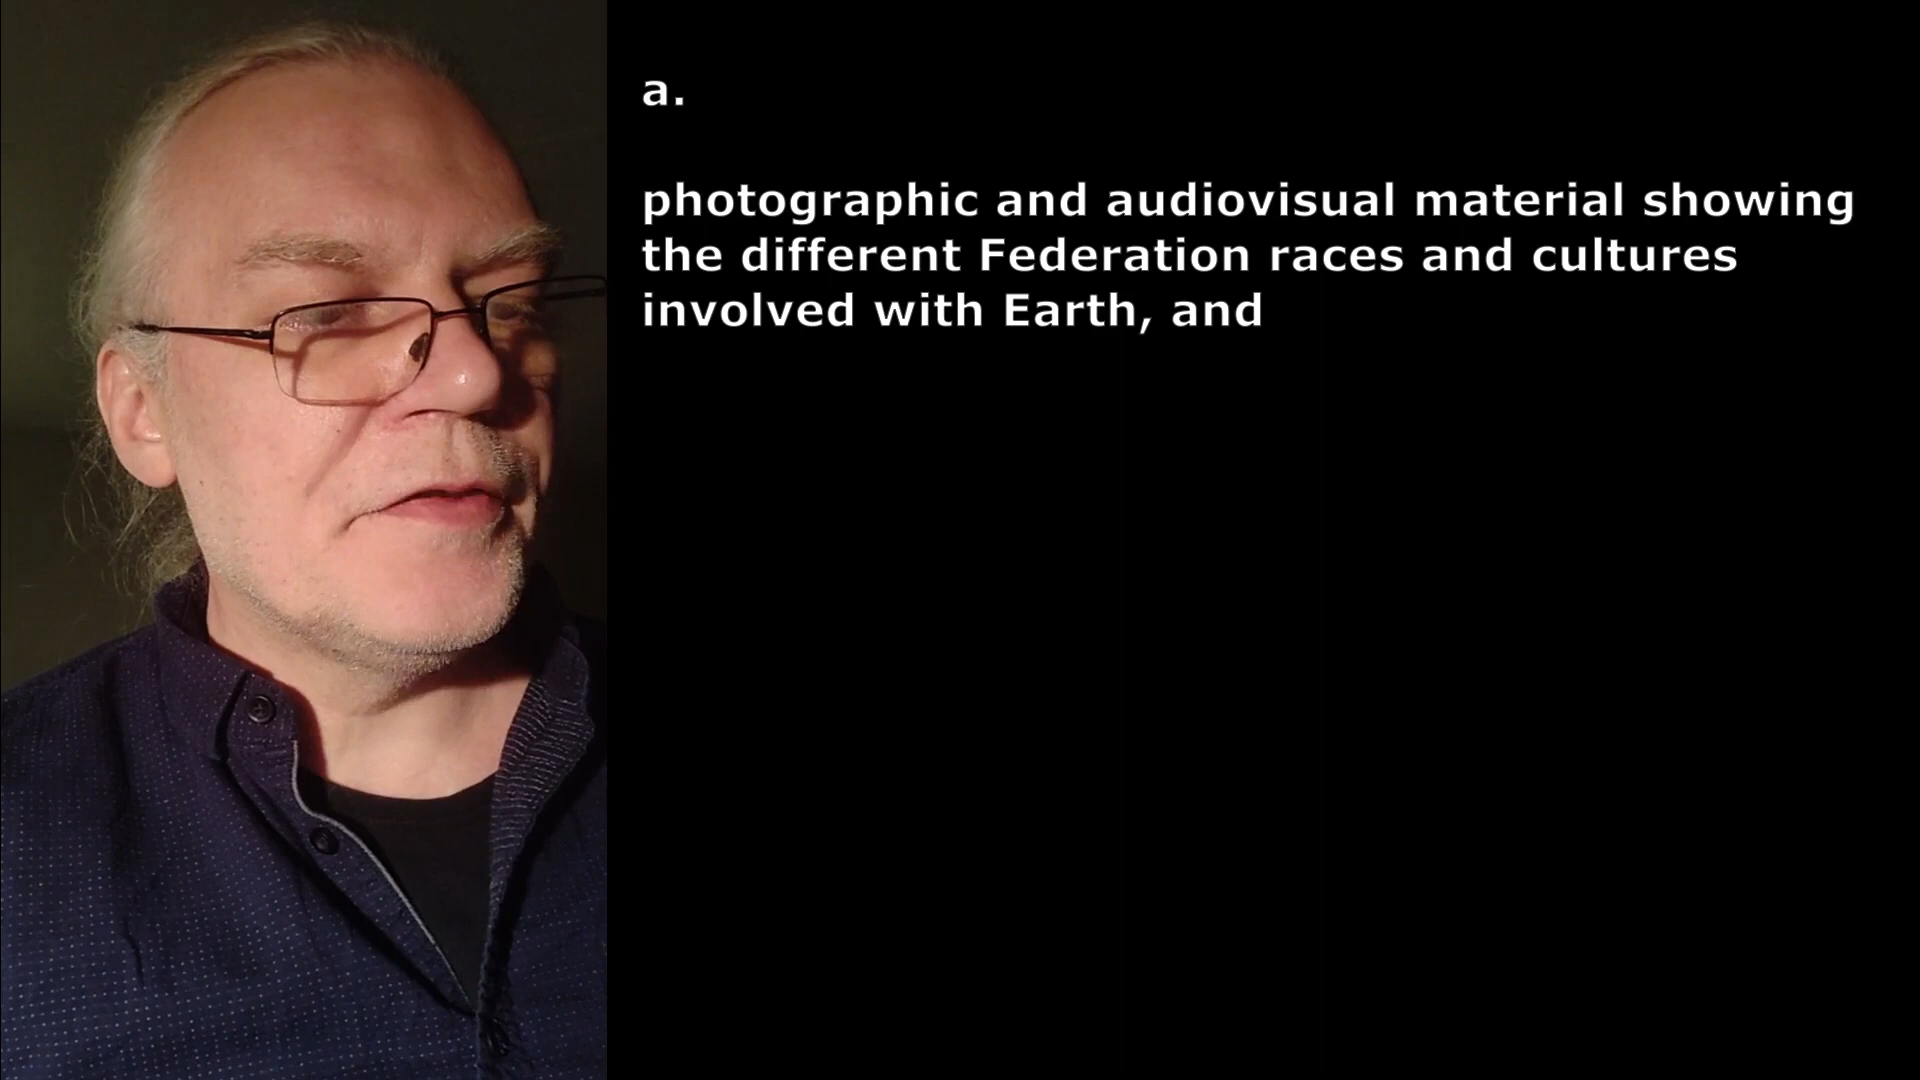 a.
photographic and audiovisual material showing
the different Federation races and cultures
involved with Earth, and